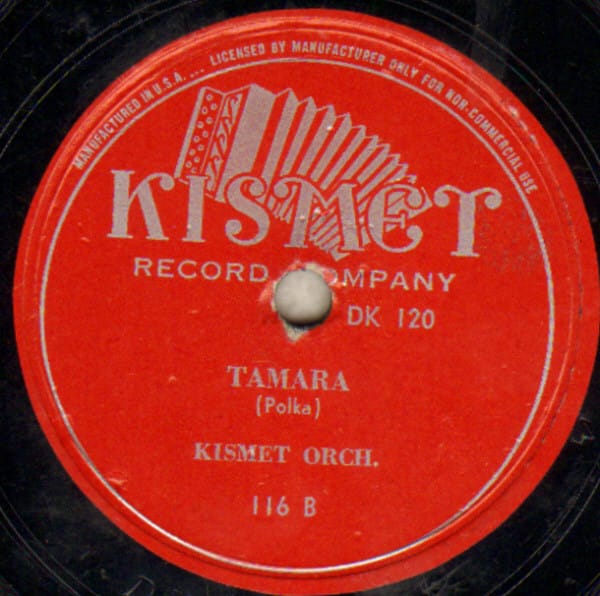 MANUFACTURED IN U.S.A. ... LICENSED BY MANUFACTURER ONLY FOR NON-COMMERCIAL USE
KISMET
RECORD COMPANY
DK 120
TAMARA
(Polka)
KISMET ORCH.
116 B